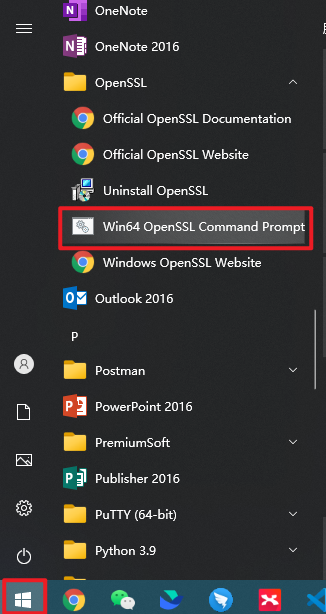 OneNote
OneNote 2016
OpenSSL
Official OpenSSL Documentation
Official OpenSSL Website
Uninstall OpenSSL
Win64 OpenSSL Command Prompt
Windows OpenSSL Website
Outlook 2016
P
Postman
PowerPoint 2016
PremiumSoft
Publisher 2016
PuTTY (64-bit)
Python 3.9